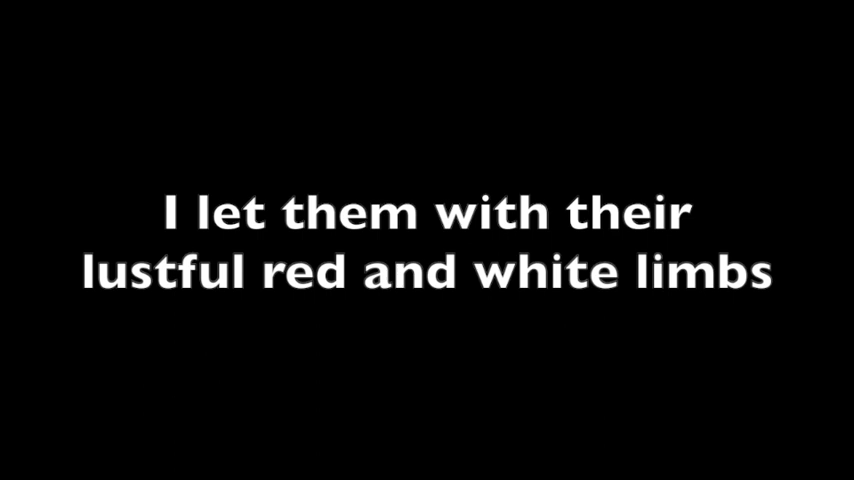 I let them with their
lustful red and white limbs